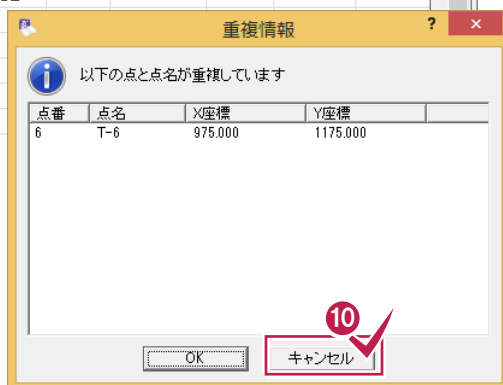 重複情報
?
×
以下の点と点名が重複しています
点番 点名 X座標 Y座標
6 T-6 975.000 1175.000
10
OK キャンセル